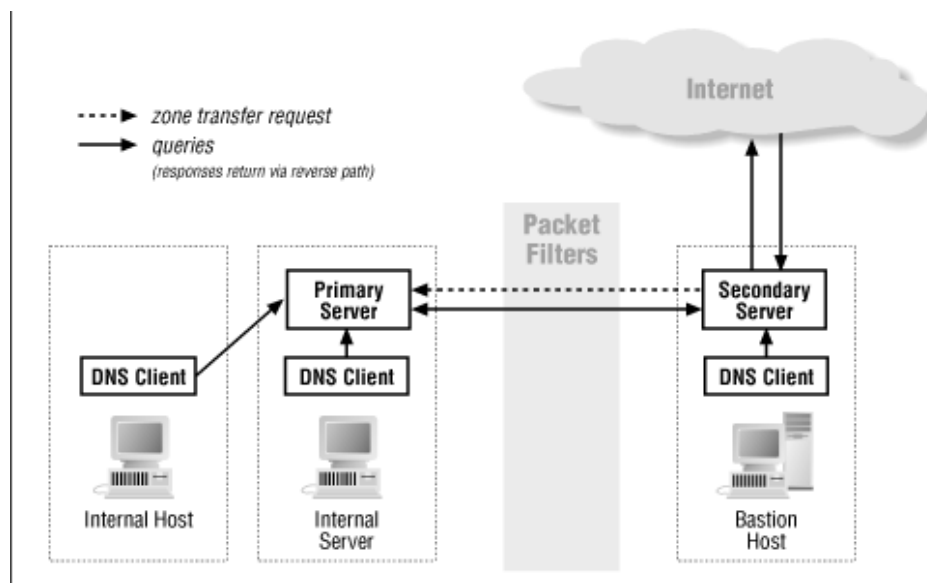 Internet
zone transfer request
queries
(responses return via reverse path)
Packet
Filters
Primary
Server
Secondary
Server
DNS Client
DNS Client
DNS Client
Internal Host
Internal
Server
Bastion
Host